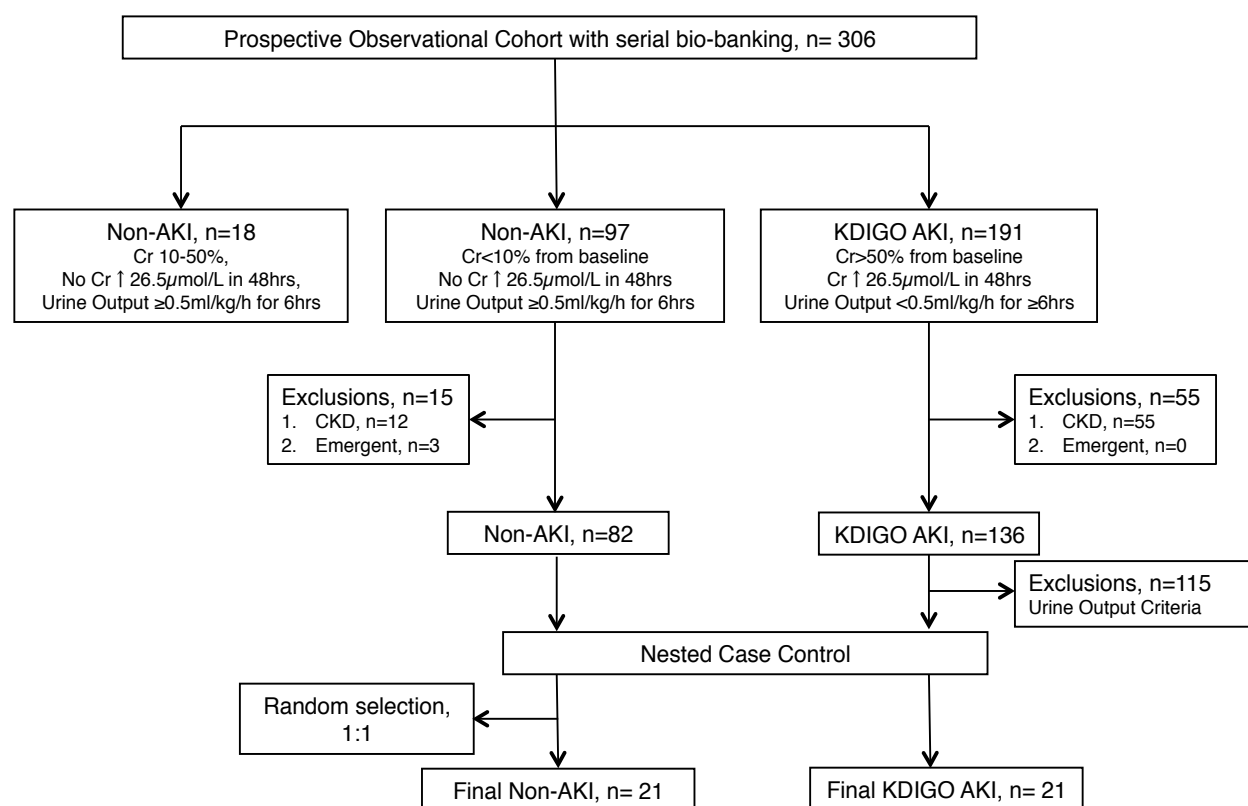 Prospective Observational Cohort with serial bio-banking, n= 306
Non-AKI, n=18
Cr 10-50%,
No Cr ↑ 26.5µmol/L in 48hrs,
Urine Output ≥0.5ml/kg/h for 6hrs
Non-AKI, n=97
Cr<10% from baseline
No Cr ↑ 26.5µmol/L in 48hrs
Urine Output ≥0.5ml/kg/h for 6hrs
KDIGO AKI, n=191
Cr>50% from baseline
Cr ↑ 26.5µmol/L in 48hrs
Urine Output <0.5ml/kg/h for ≥6hrs
Exclusions, n=15
1. CKD, n=12
2. Emergent, n=3
Exclusions, n=55
1. CKD, n=55
2. Emergent, n=0
Non-AKI, n=82
KDIGO AKI, n=136
Exclusions, n=115
Urine Output Criteria
Nested Case Control
Random selection,
1:1
Final Non-AKI, n= 21
Final KDIGO AKI, n= 21